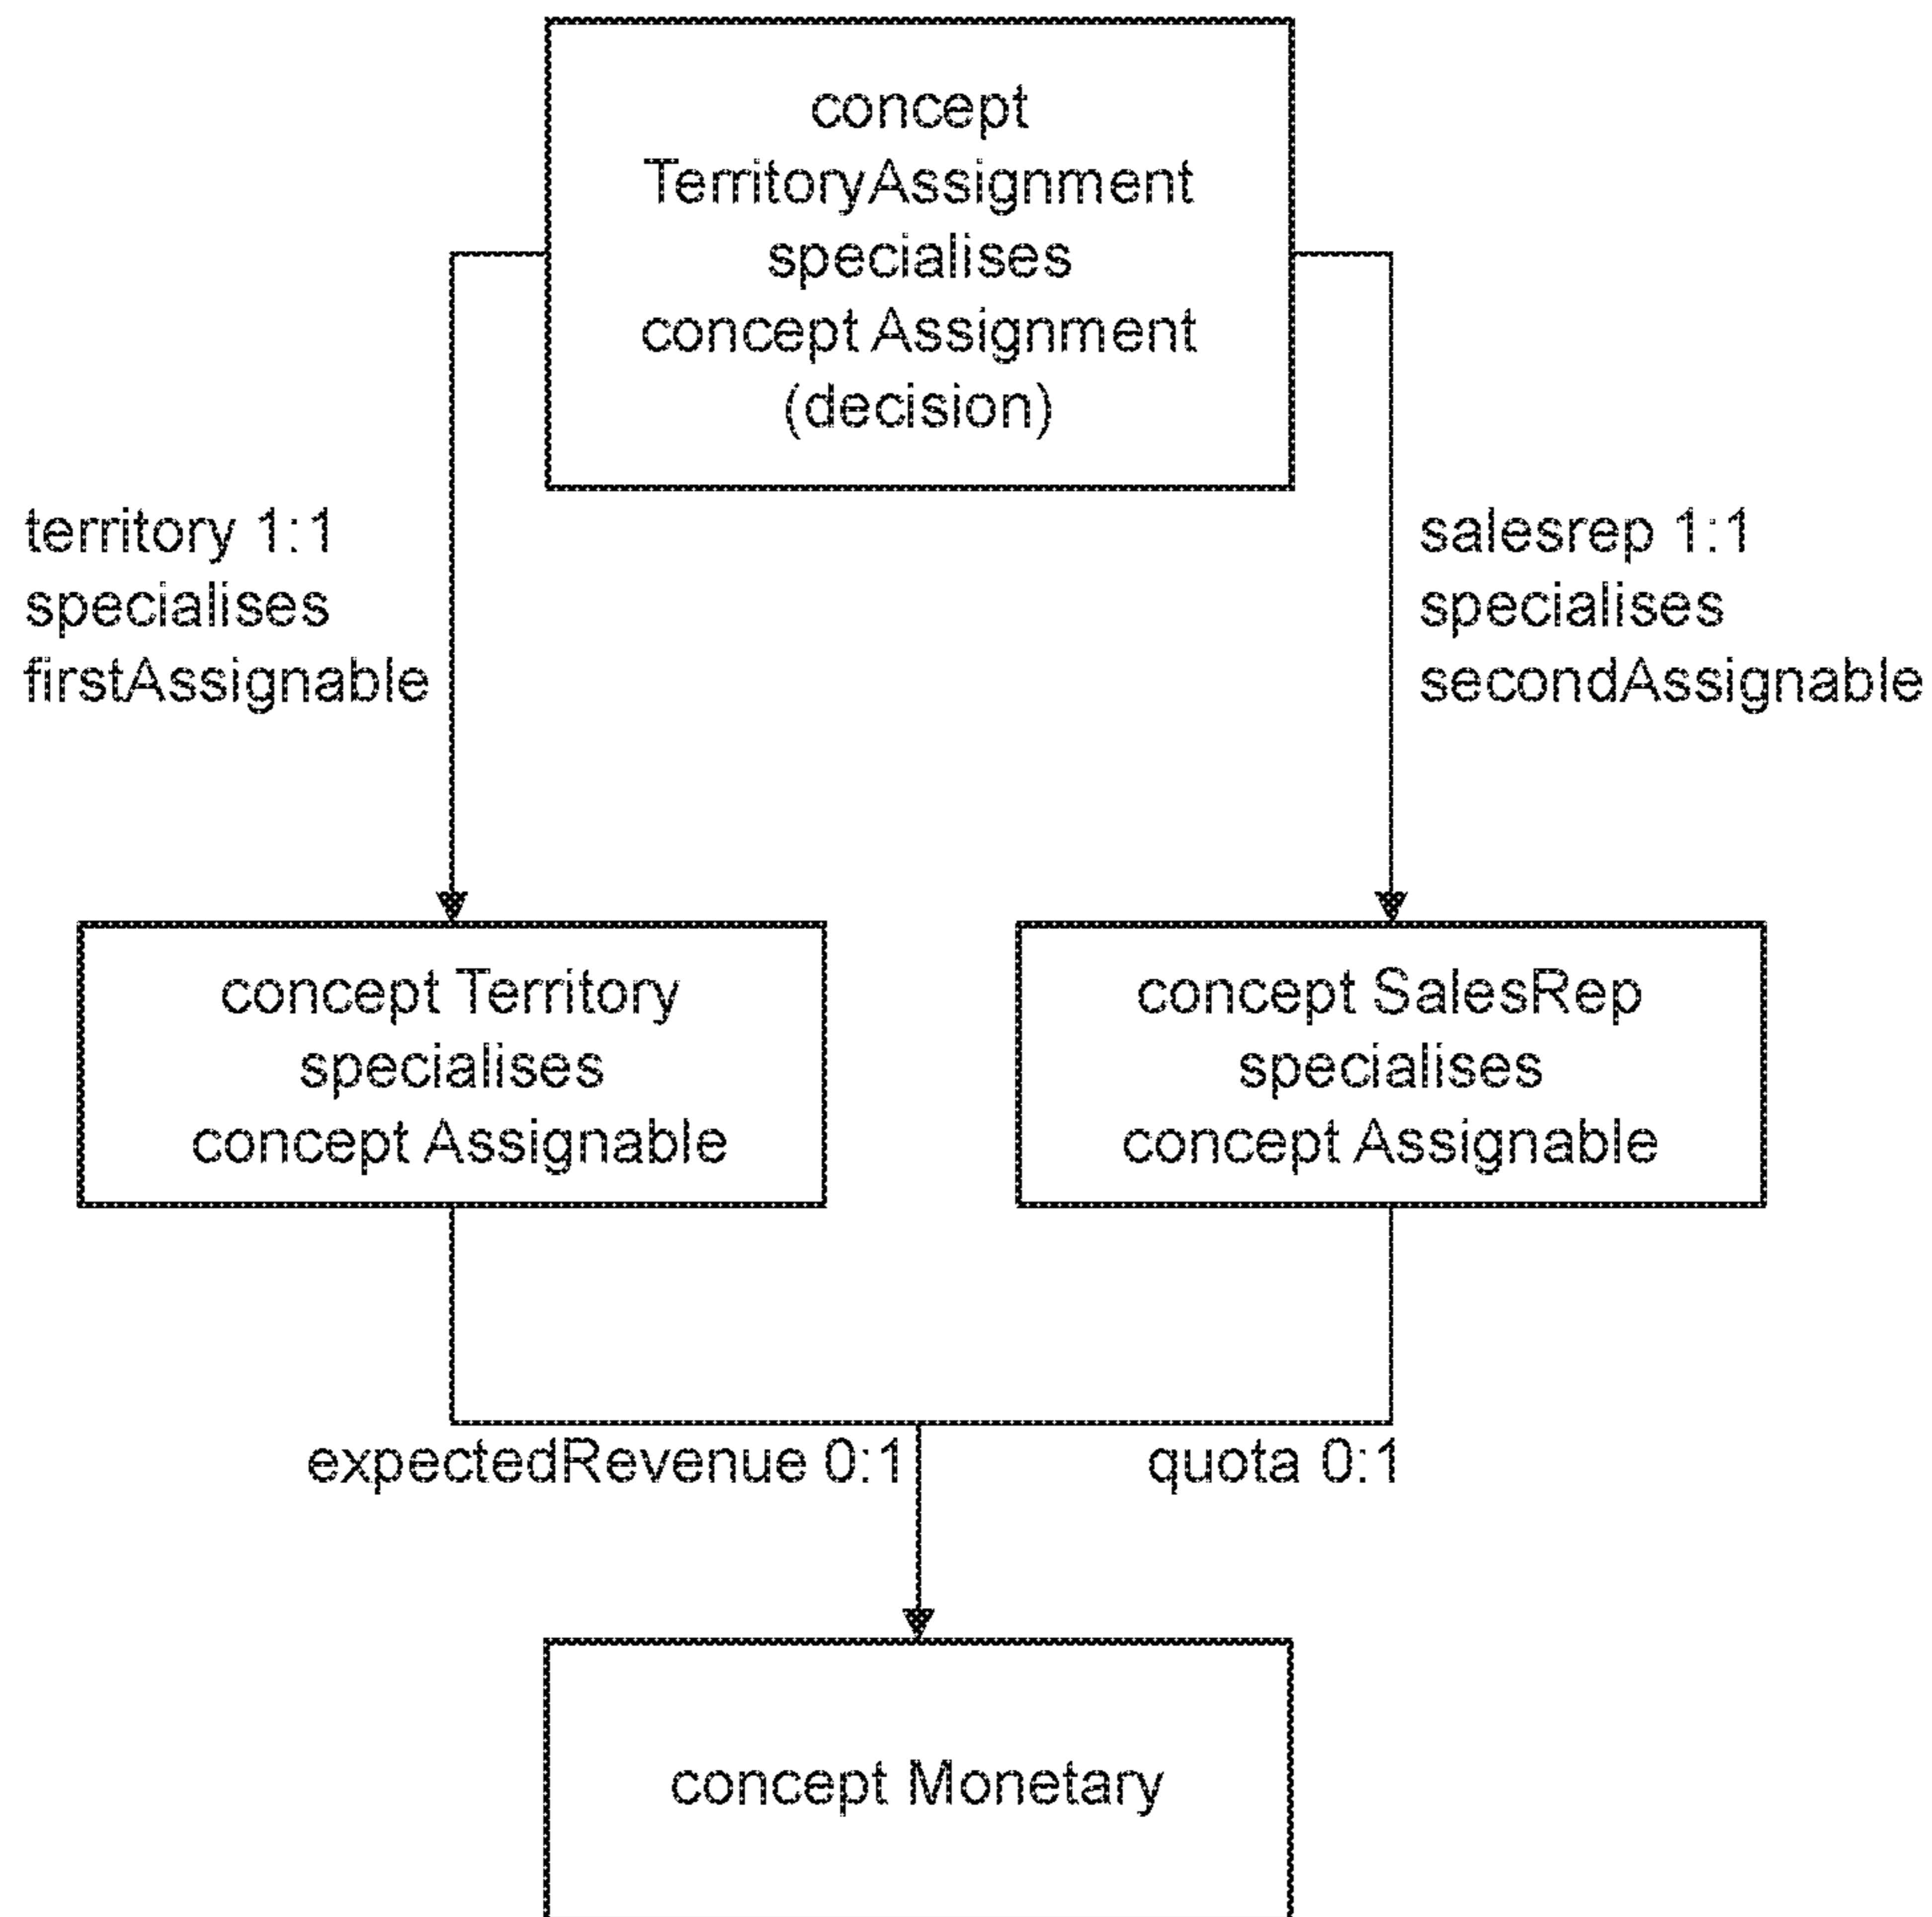 concept
TerritoryAssignment
specialises
concept Assignment
(decision)
territory 1:1
specialises
firstAssignable
salesrep 1:1
specialises
secondAssignable
concept Territory
specialises
concept Assignable
concept SalesRep
specialises
concept Assignable
expectedRevenue 0:1
quota 0:1
concept Monetary